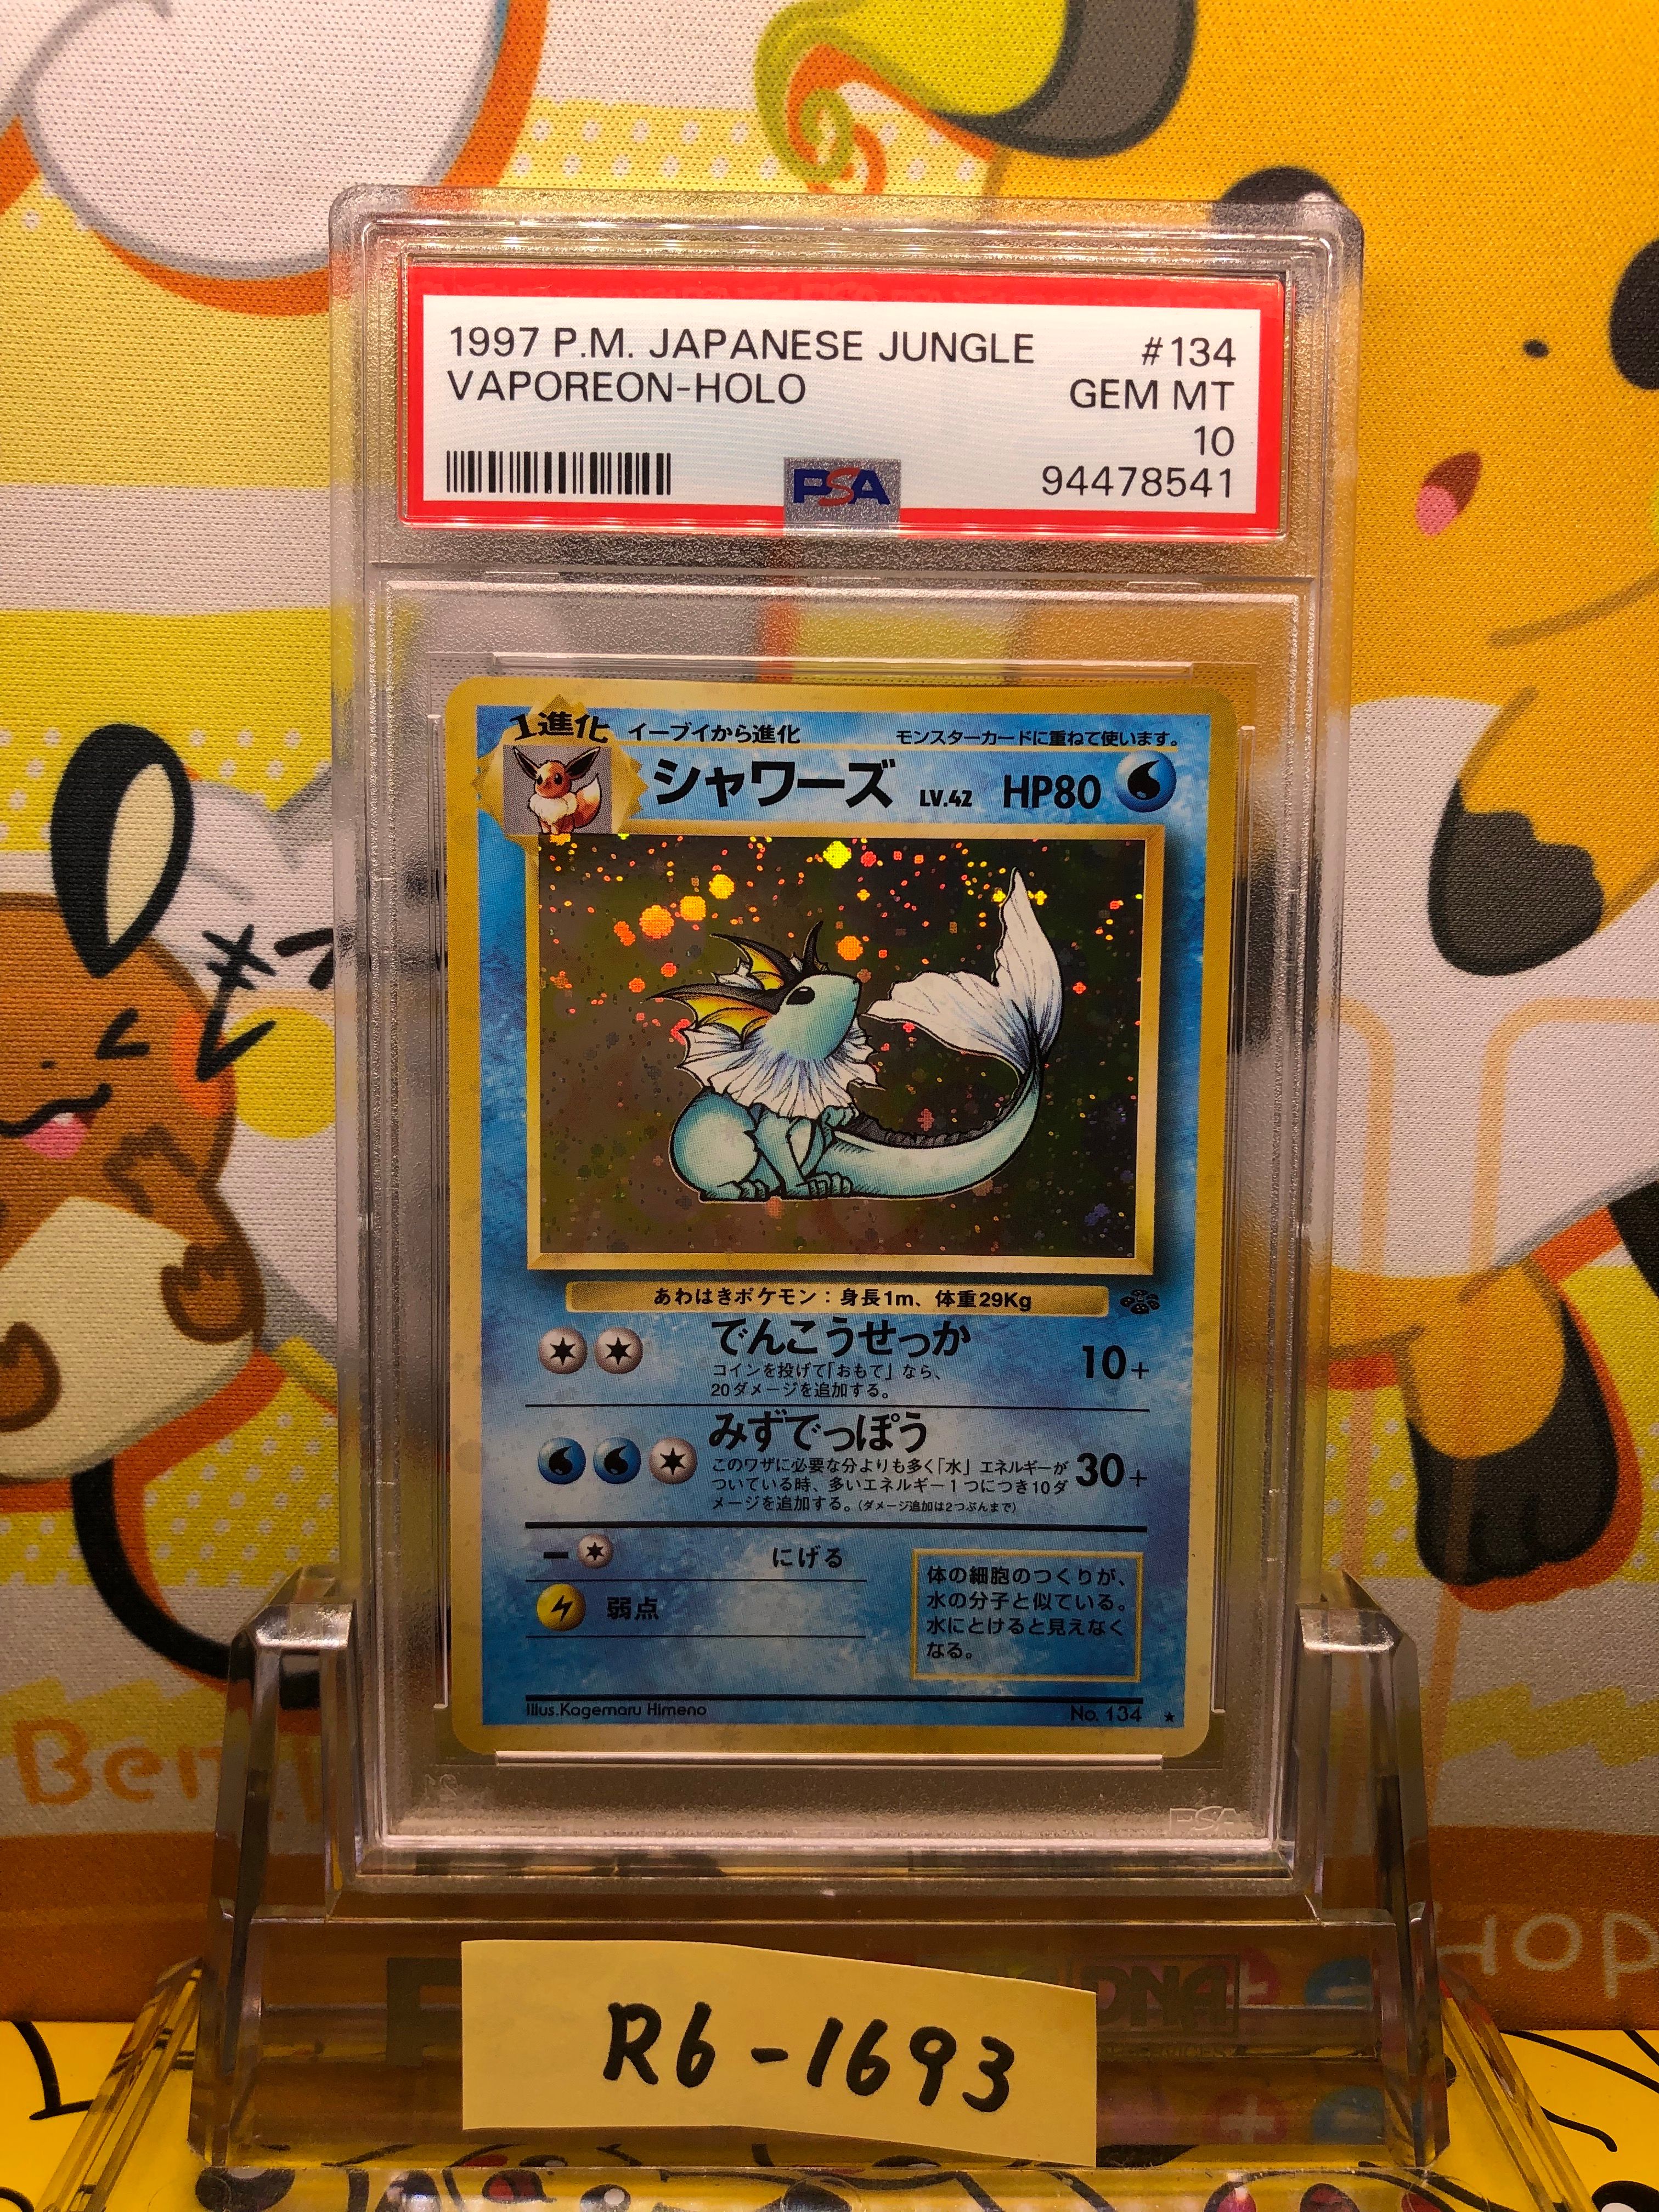 1997 P.M. JAPANESE JUNGLE #134
VAPOREON-HOLO GEM MT
10
PSA 94478541
1進化 イーブイから進化 モンスターカードに重ねて使います。
シャワーズ LV.42 HP80
あわはきポケモン：身長1m、体重29Kg
でんこうせっか 10+
コインを投げて「おもて」なら、
20ダメージを追加する。
みずでっぽう 30+
このワザに必要な分よりも多く「水」エネルギーが
ついている時、多いエネルギー1つにつき10ダ
メージを追加する。(ダメージ追加は2つぶんまで)
ーにげる
弱点
体の細胞のつくりが、
水の分子と似ている。
水にとけると見えなく
なる。
Illus.Kagemaru Himeno No. 134 ★
PSA
DNA
R6-1693